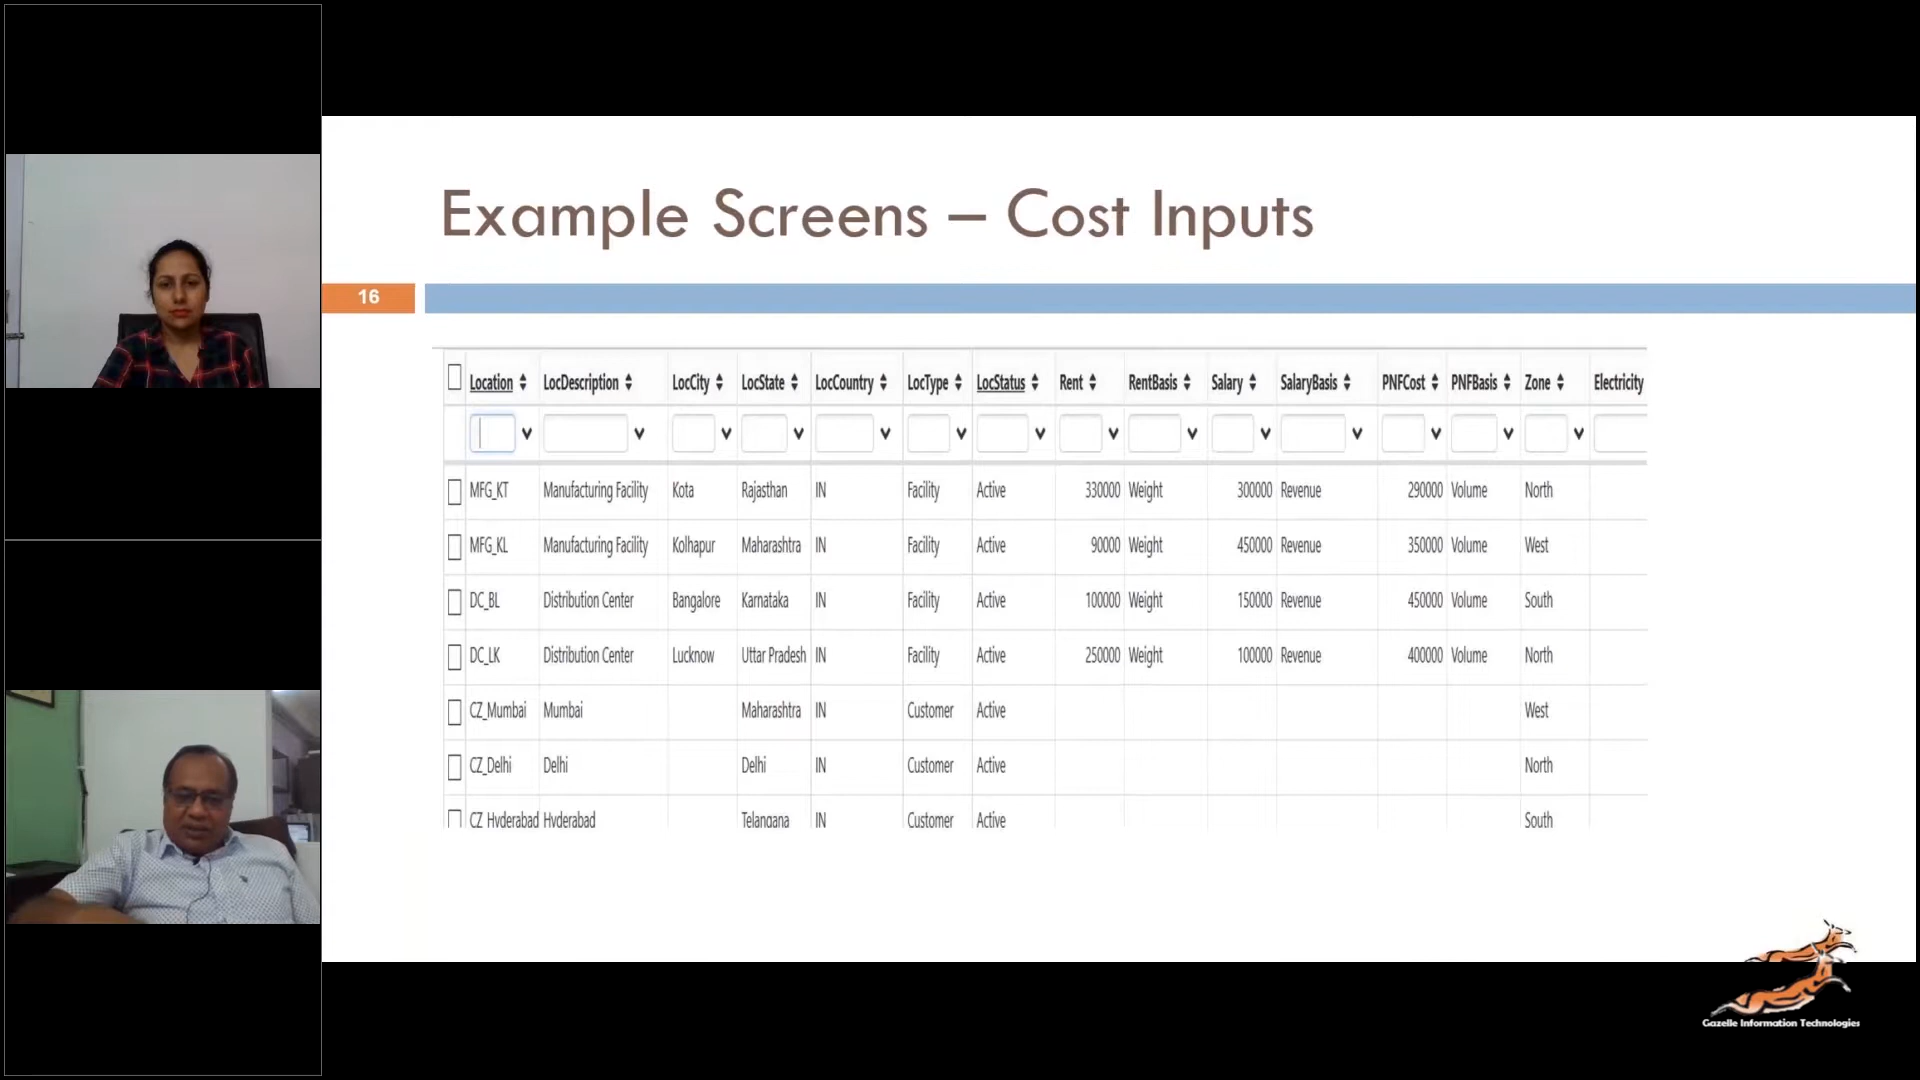 Example Screens – Cost Inputs
16
Location LocDescription LocCity LocState LocCountry LocType LocStatus Rent RentBasis Salary SalaryBasis PNFCost PNFBasis Zone Electricity
MFG_KT Manufacturing Facility Kota Rajasthan IN Facility Active 330000 Weight 300000 Revenue 290000 Volume North
MFG_KL Manufacturing Facility Kolhapur Maharashtra IN Facility Active 90000 Weight 450000 Revenue 350000 Volume West
DC_BL Distribution Center Bangalore Karnataka IN Facility Active 100000 Weight 150000 Revenue 450000 Volume South
DC_LK Distribution Center Lucknow Uttar Pradesh IN Facility Active 250000 Weight 100000 Revenue 400000 Volume North
CZ_Mumbai Mumbai Maharashtra IN Customer Active West
CZ_Delhi Delhi Delhi IN Customer Active North
CZ_Hyderabad Hyderabad Telangana IN Customer Active South
Gazelle Information Technologies